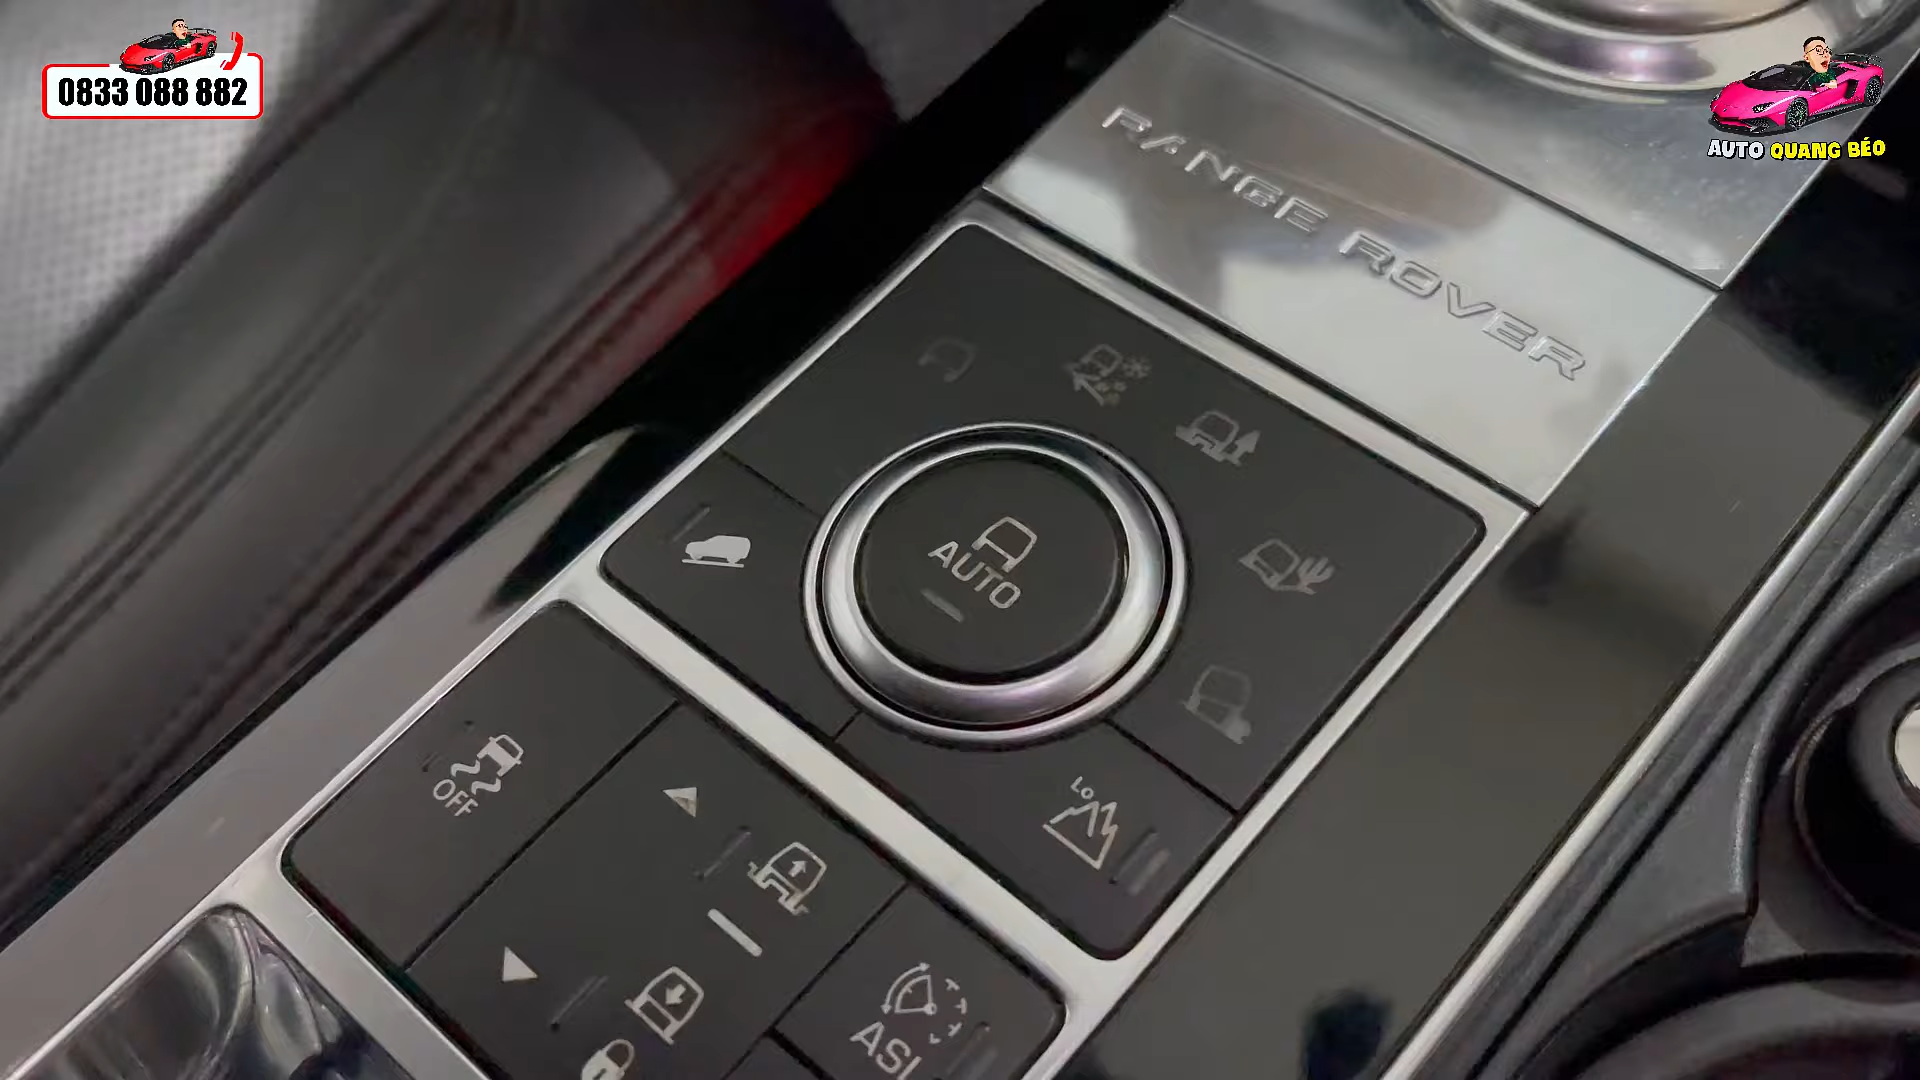 0833 088 882
AUTO QUANG BÉO
RANGE ROVER
AUTO
OFF
LO
ASL